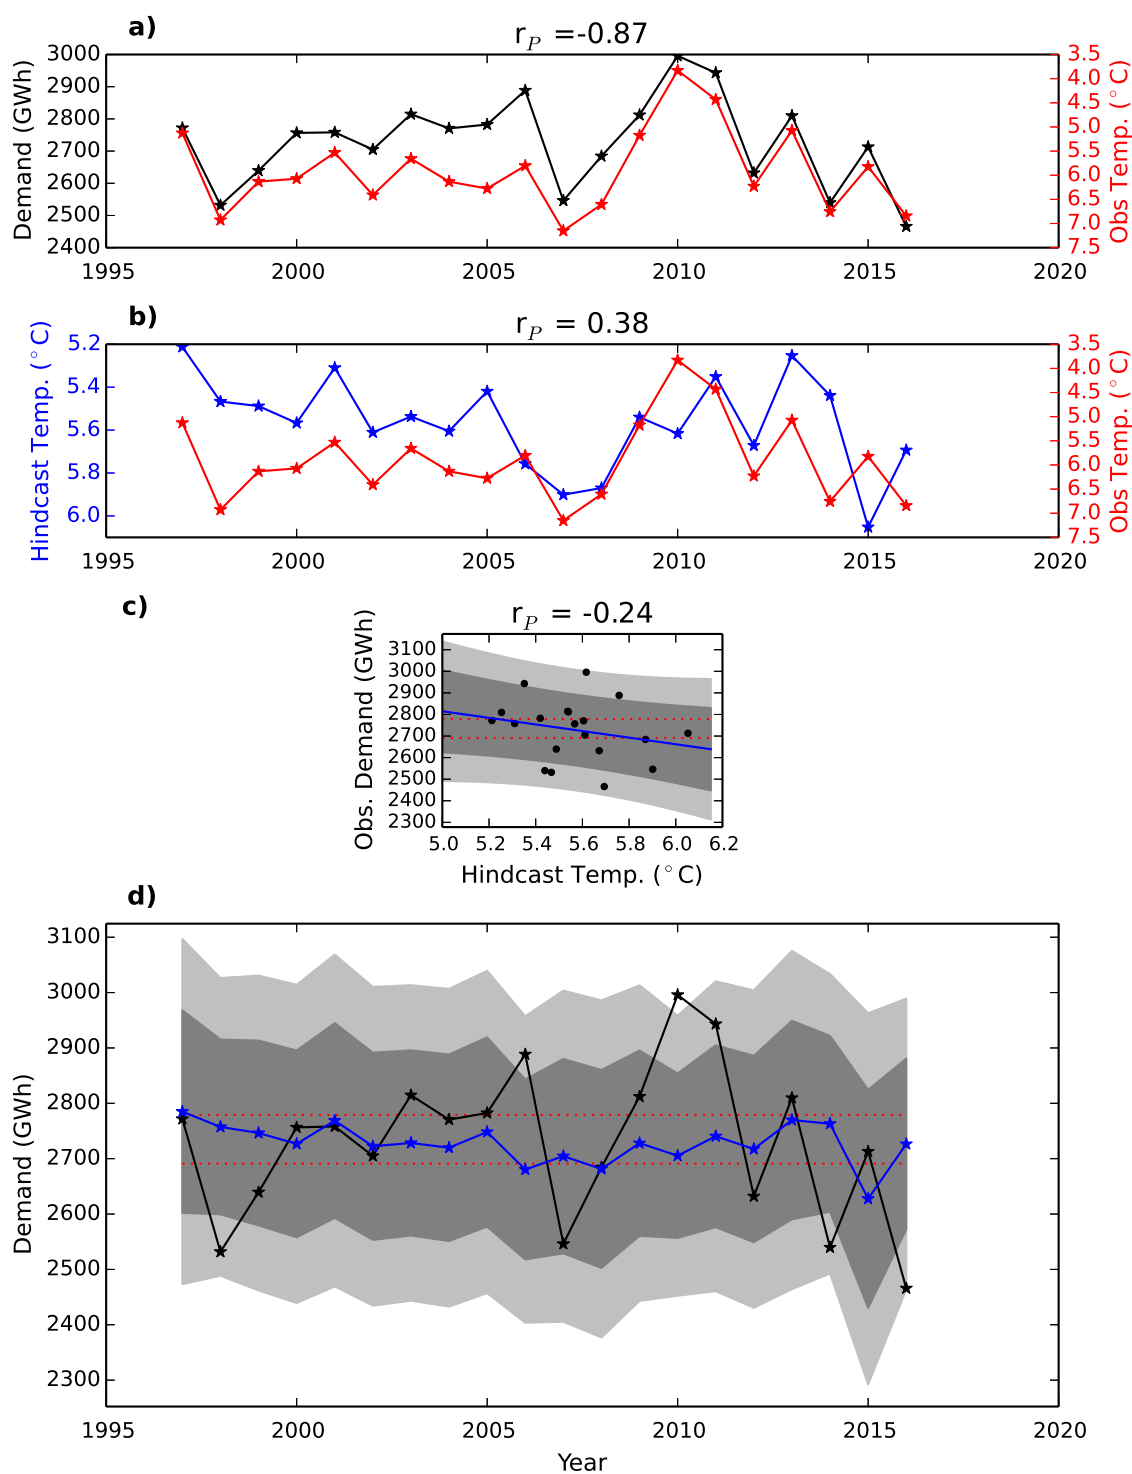 a)
r_P =-0.87
Demand (GWh)
3000
2900
2800
2700
2600
2500
2400
3.5
4.0
4.5
5.0
5.5
6.0
6.5
7.0
7.5
Obs Temp. (°C)
1995 2000 2005 2010 2015 2020
b)
r_P = 0.38
Hindcast Temp. (°C)
5.2
5.4
5.6
5.8
6.0
3.5
4.0
4.5
5.0
5.5
6.0
6.5
7.0
7.5
Obs Temp. (°C)
1995 2000 2005 2010 2015 2020
c)
r_P = -0.24
Obs. Demand (GWh)
3100
3000
2900
2800
2700
2600
2500
2400
2300
5.0 5.2 5.4 5.6 5.8 6.0 6.2
Hindcast Temp. (°C)
d)
Demand (GWh)
3100
3000
2900
2800
2700
2600
2500
2400
2300
1995 2000 2005 2010 2015 2020
Year